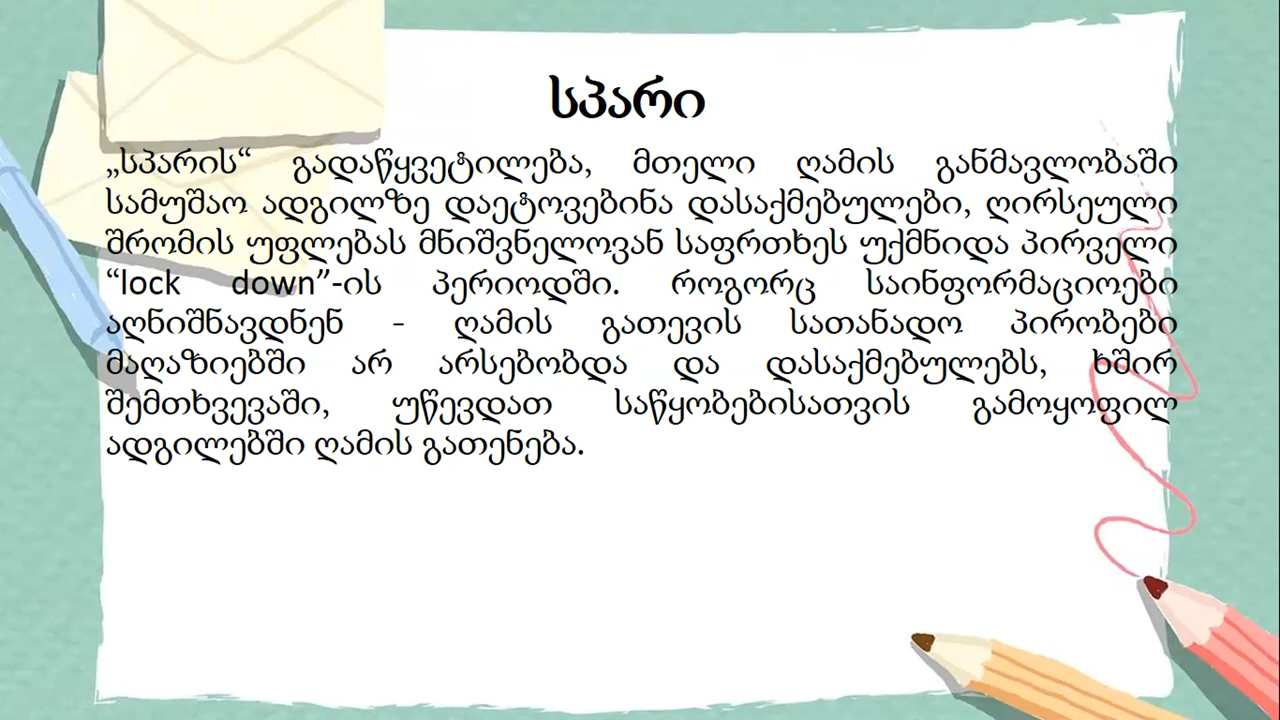 სპარი
„სპარის“ გადაწყვეტილება, მთელი ღამის განმავლობაში
სამუშაო ადგილზე დაეტოვებინა დასაქმებულები, ღირსეული
შრომის უფლებას მნიშვნელოვან საფრთხეს უქმნიდა პირველი
“lock down”-ის პერიოდში. როგორც საინფორმაციოები
აღნიშნავდნენ - ღამის გათევის სათანადო პირობები
მაღაზიებში არ არსებობდა და დასაქმებულებს, ხშირ
შემთხვევაში, უწევდათ საწყობებისათვის გამოყოფილ
ადგილებში ღამის გათენება.